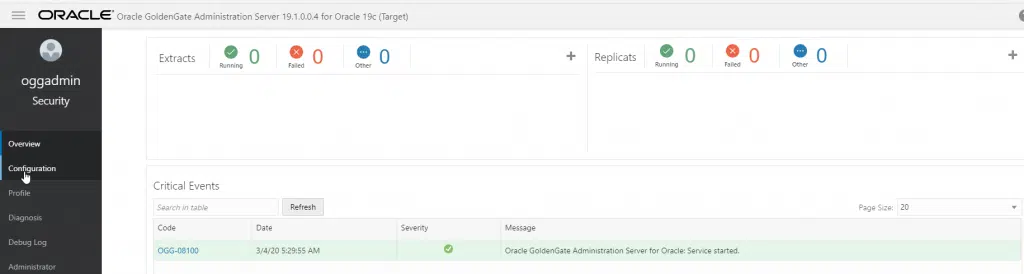 ORACLE Oracle GoldenGate Administration Server 19.1.0.0.4 for Oracle 19c (Target)
oggadmin
Security
Overview
Configuration
Profile
Diagnosis
Debug Log
Administrator
Extracts 0 Running 0 Failed 0 Other
Replicats 0 Running 0 Failed 0 Other
Critical Events
Search in table Refresh Page Size: 20
Code Date Severity Message
OGG-08100 3/4/20 5:29:55 AM Oracle GoldenGate Administration Server for Oracle: Service started.